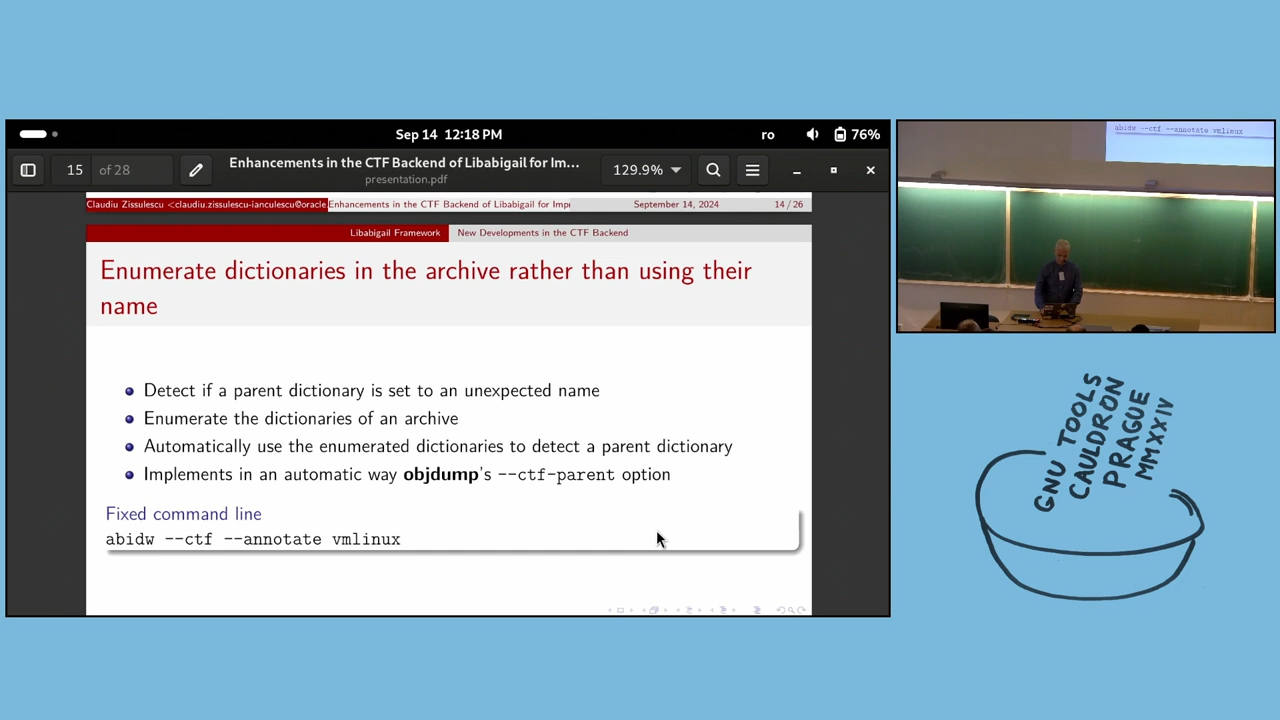 Sep 14 12:18 PM
ro
76%
15 of 28
Enhancements in the CTF Backend of Libabigail for Im...
presentation.pdf
129.9%
Claudiu Zissulescu <claudiu.zissulescu-ianculescu@oracle
Enhancements in the CTF Backend of Libabigail for Imp
September 14, 2024
14 / 26
Libabigail Framework
New Developments in the CTF Backend
Enumerate dictionaries in the archive rather than using their
name
Detect if a parent dictionary is set to an unexpected name
Enumerate the dictionaries of an archive
Automatically use the enumerated dictionaries to detect a parent dictionary
Implements in an automatic way objdump's --ctf-parent option
Fixed command line
abidw --ctf --annotate vmlinux
abidw --ctf --annotate vmlinux
GNU TOOLS
CAULDRON
PRAGUE
MMXXIV